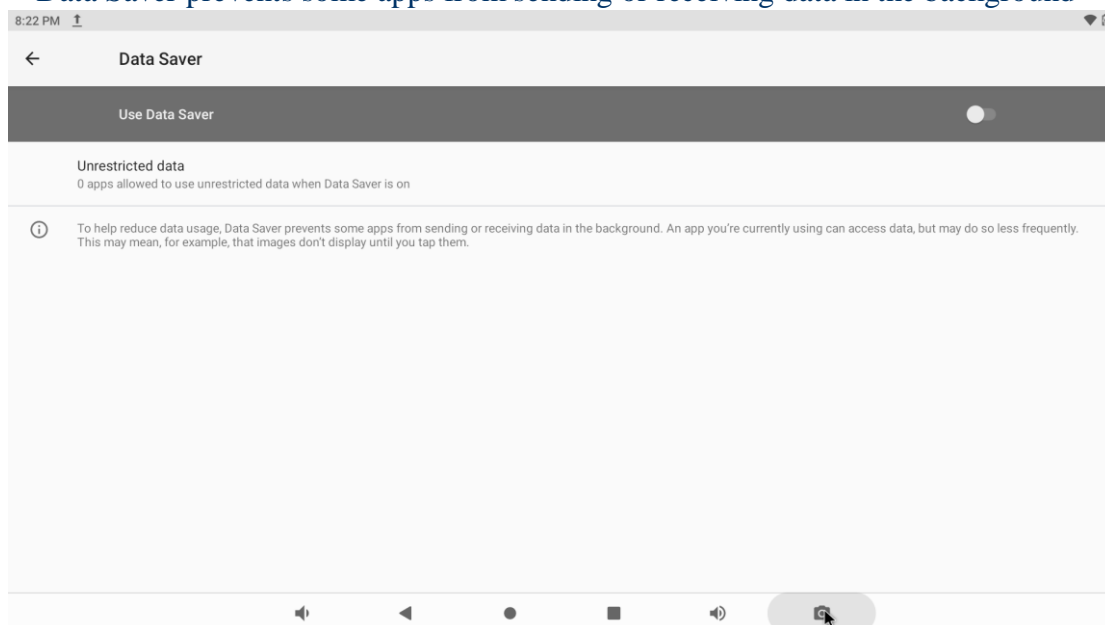 Data Saver prevents some apps from sending or receiving data in the background
8:22 PM
Data Saver
Use Data Saver
Unrestricted data
0 apps allowed to use unrestricted data when Data Saver is on
To help reduce data usage, Data Saver prevents some apps from sending or receiving data in the background. An app you're currently using can access data, but may do so less frequently.
This may mean, for example, that images don't display until you tap them.